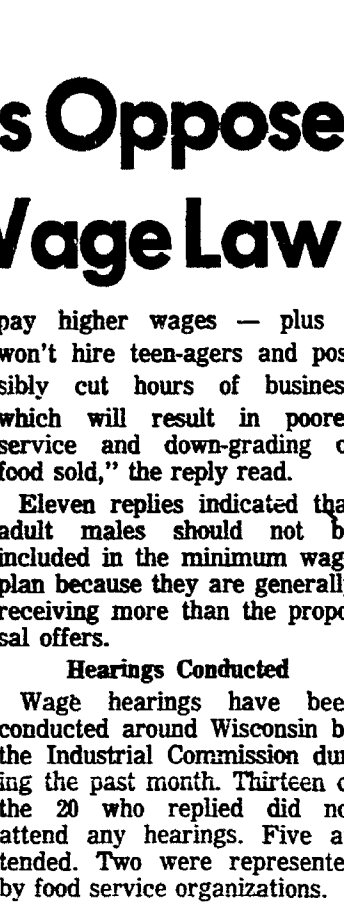 s Oppose
Wage Law
pay higher wages — plus
won't hire teen-agers and pos
sibly cut hours of busines
which will result in poore
service and down-grading o
food sold," the reply read.
Eleven replies indicated tha
adult males should not b
included in the minimum wag
plan because they are generally
receiving more than the propo
sal offers.
Hearings Conducted
Wage hearings have bee
conducted around Wisconsin b
the Industrial Commission dur
ing the past month. Thirteen o
the 20 who replied did no
attend any hearings. Five a
tended. Two were represente
by food service organizations.